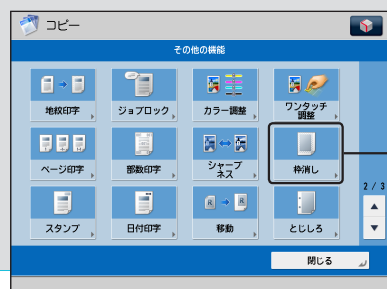 コピー
その他の機能
地紋印字
ジョブロック
カラー調整
ワンタッチ
調整
ページ印字
部数印字
シャープ
ネス
枠消し
2 / 3
スタンプ
日付印字
移動
とじしろ
閉じる